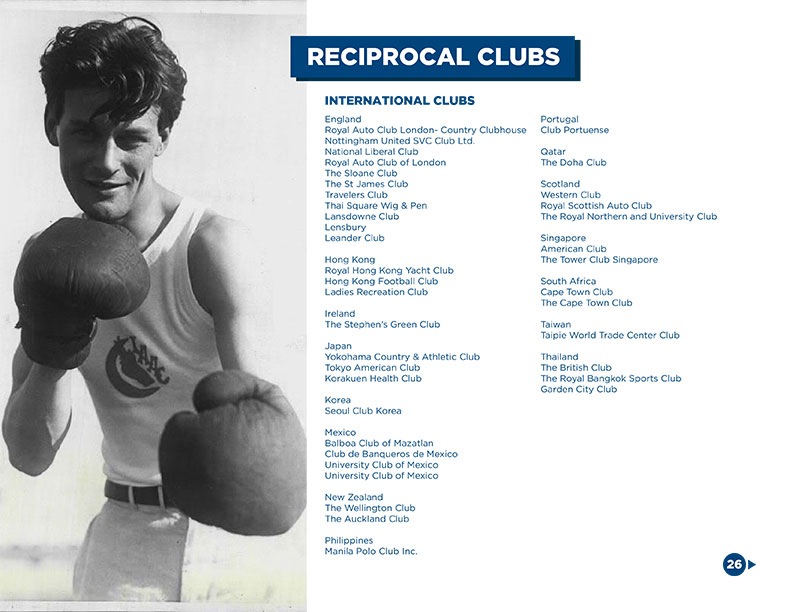 RECIPROCAL CLUBS
INTERNATIONAL CLUBS
England
Royal Auto Club London- Country Clubhouse
Nottingham United SVC Club Ltd.
National Liberal Club
Royal Auto Club of London
The Sloane Club
The St James Club
Travelers Club
Thai Square Wig & Pen
Lansdowne Club
Lensbury
Leander Club
Hong Kong
Royal Hong Kong Yacht Club
Hong Kong Football Club
Ladies Recreation Club
Ireland
The Stephen's Green Club
Japan
Yokohama Country & Athletic Club
Tokyo American Club
Korakuen Health Club
Korea
Seoul Club Korea
Mexico
Balboa Club of Mazatlan
Club de Banqueros de Mexico
University Club of Mexico
University Club of Mexico
New Zealand
The Wellington Club
The Auckland Club
Philippines
Manila Polo Club Inc.
Portugal
Club Portuense
Qatar
The Doha Club
Scotland
Western Club
Royal Scottish Auto Club
The Royal Northern and University Club
Singapore
American Club
The Tower Club Singapore
South Africa
Cape Town Club
The Cape Town Club
Taiwan
Taipie World Trade Center Club
Thailand
The British Club
The Royal Bangkok Sports Club
Garden City Club
26